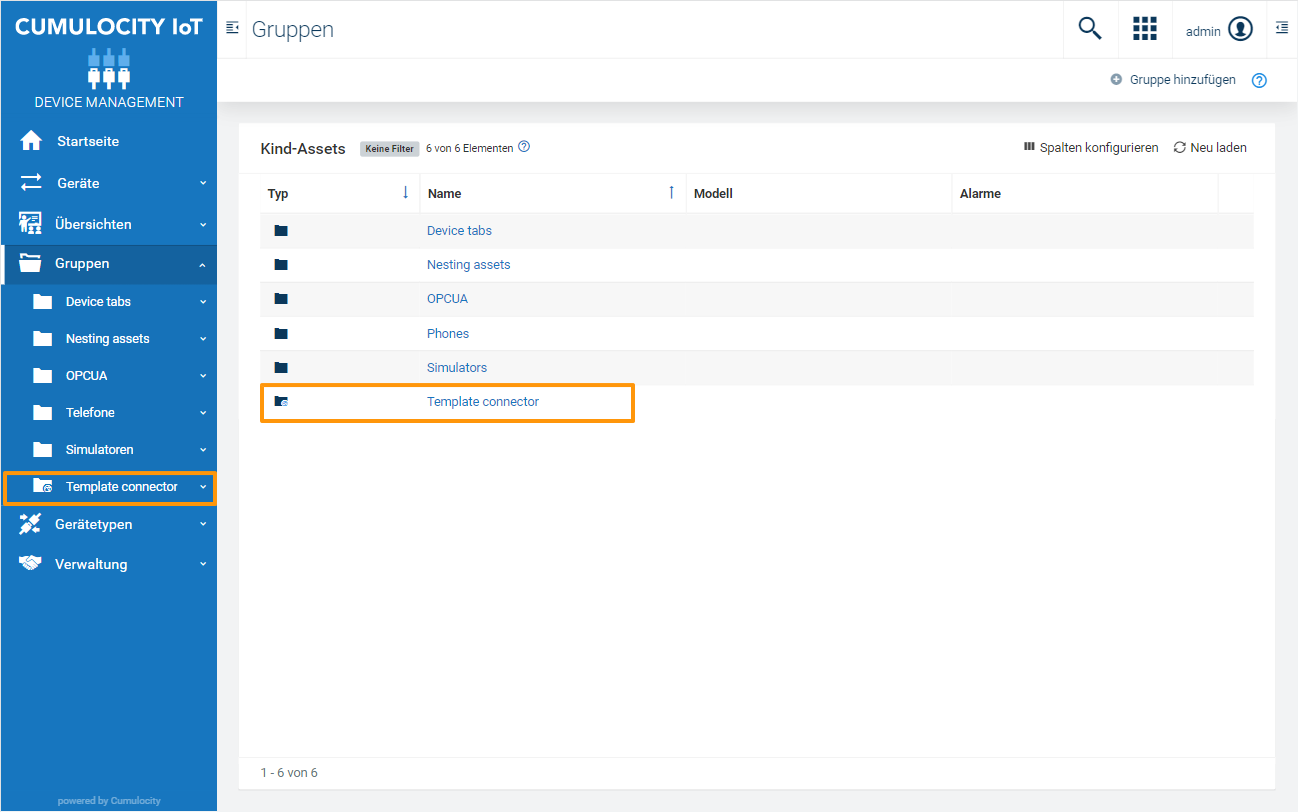 CUMULOCITY IoT
DEVICE MANAGEMENT
Startseite
Geräte
Übersichten
Gruppen
Device tabs
Nesting assets
OPCUA
Telefone
Simulatoren
Template connector
Gerätetypen
Verwaltung
powered by Cumulocity
Gruppen
admin
Gruppe hinzufügen
Kind-Assets Keine Filter 6 von 6 Elementen
Spalten konfigurieren Neu laden
Typ Name Modell Alarme
Device tabs
Nesting assets
OPCUA
Phones
Simulators
Template connector
1 - 6 von 6